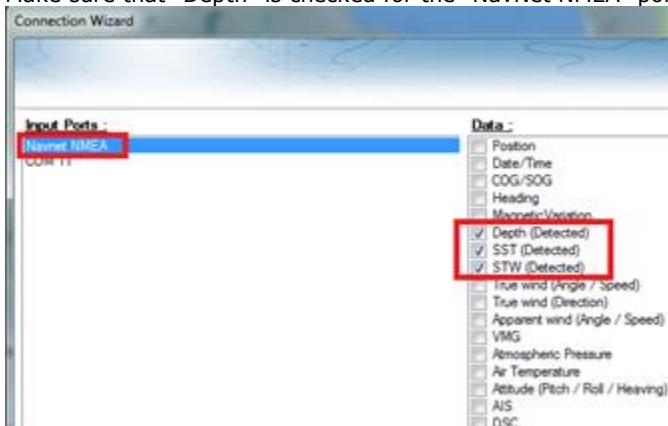 Make sure that "Depth" is checked for the "NavNet NMEA" po
Connection Wizard
Input Ports :
Navnet NMEA
COM 11
Data :
Position
Date/Time
COG/SOG
Heading
Magnetic Variation
Depth (Detected)
SST (Detected)
STW (Detected)
True wind (Angle / Speed)
True wind (Direction)
Apparent wind (Angle / Speed)
VMG
Atmospheric Pressure
Air Temperature
Attitude (Pitch / Roll / Heaving)
AIS
DSC